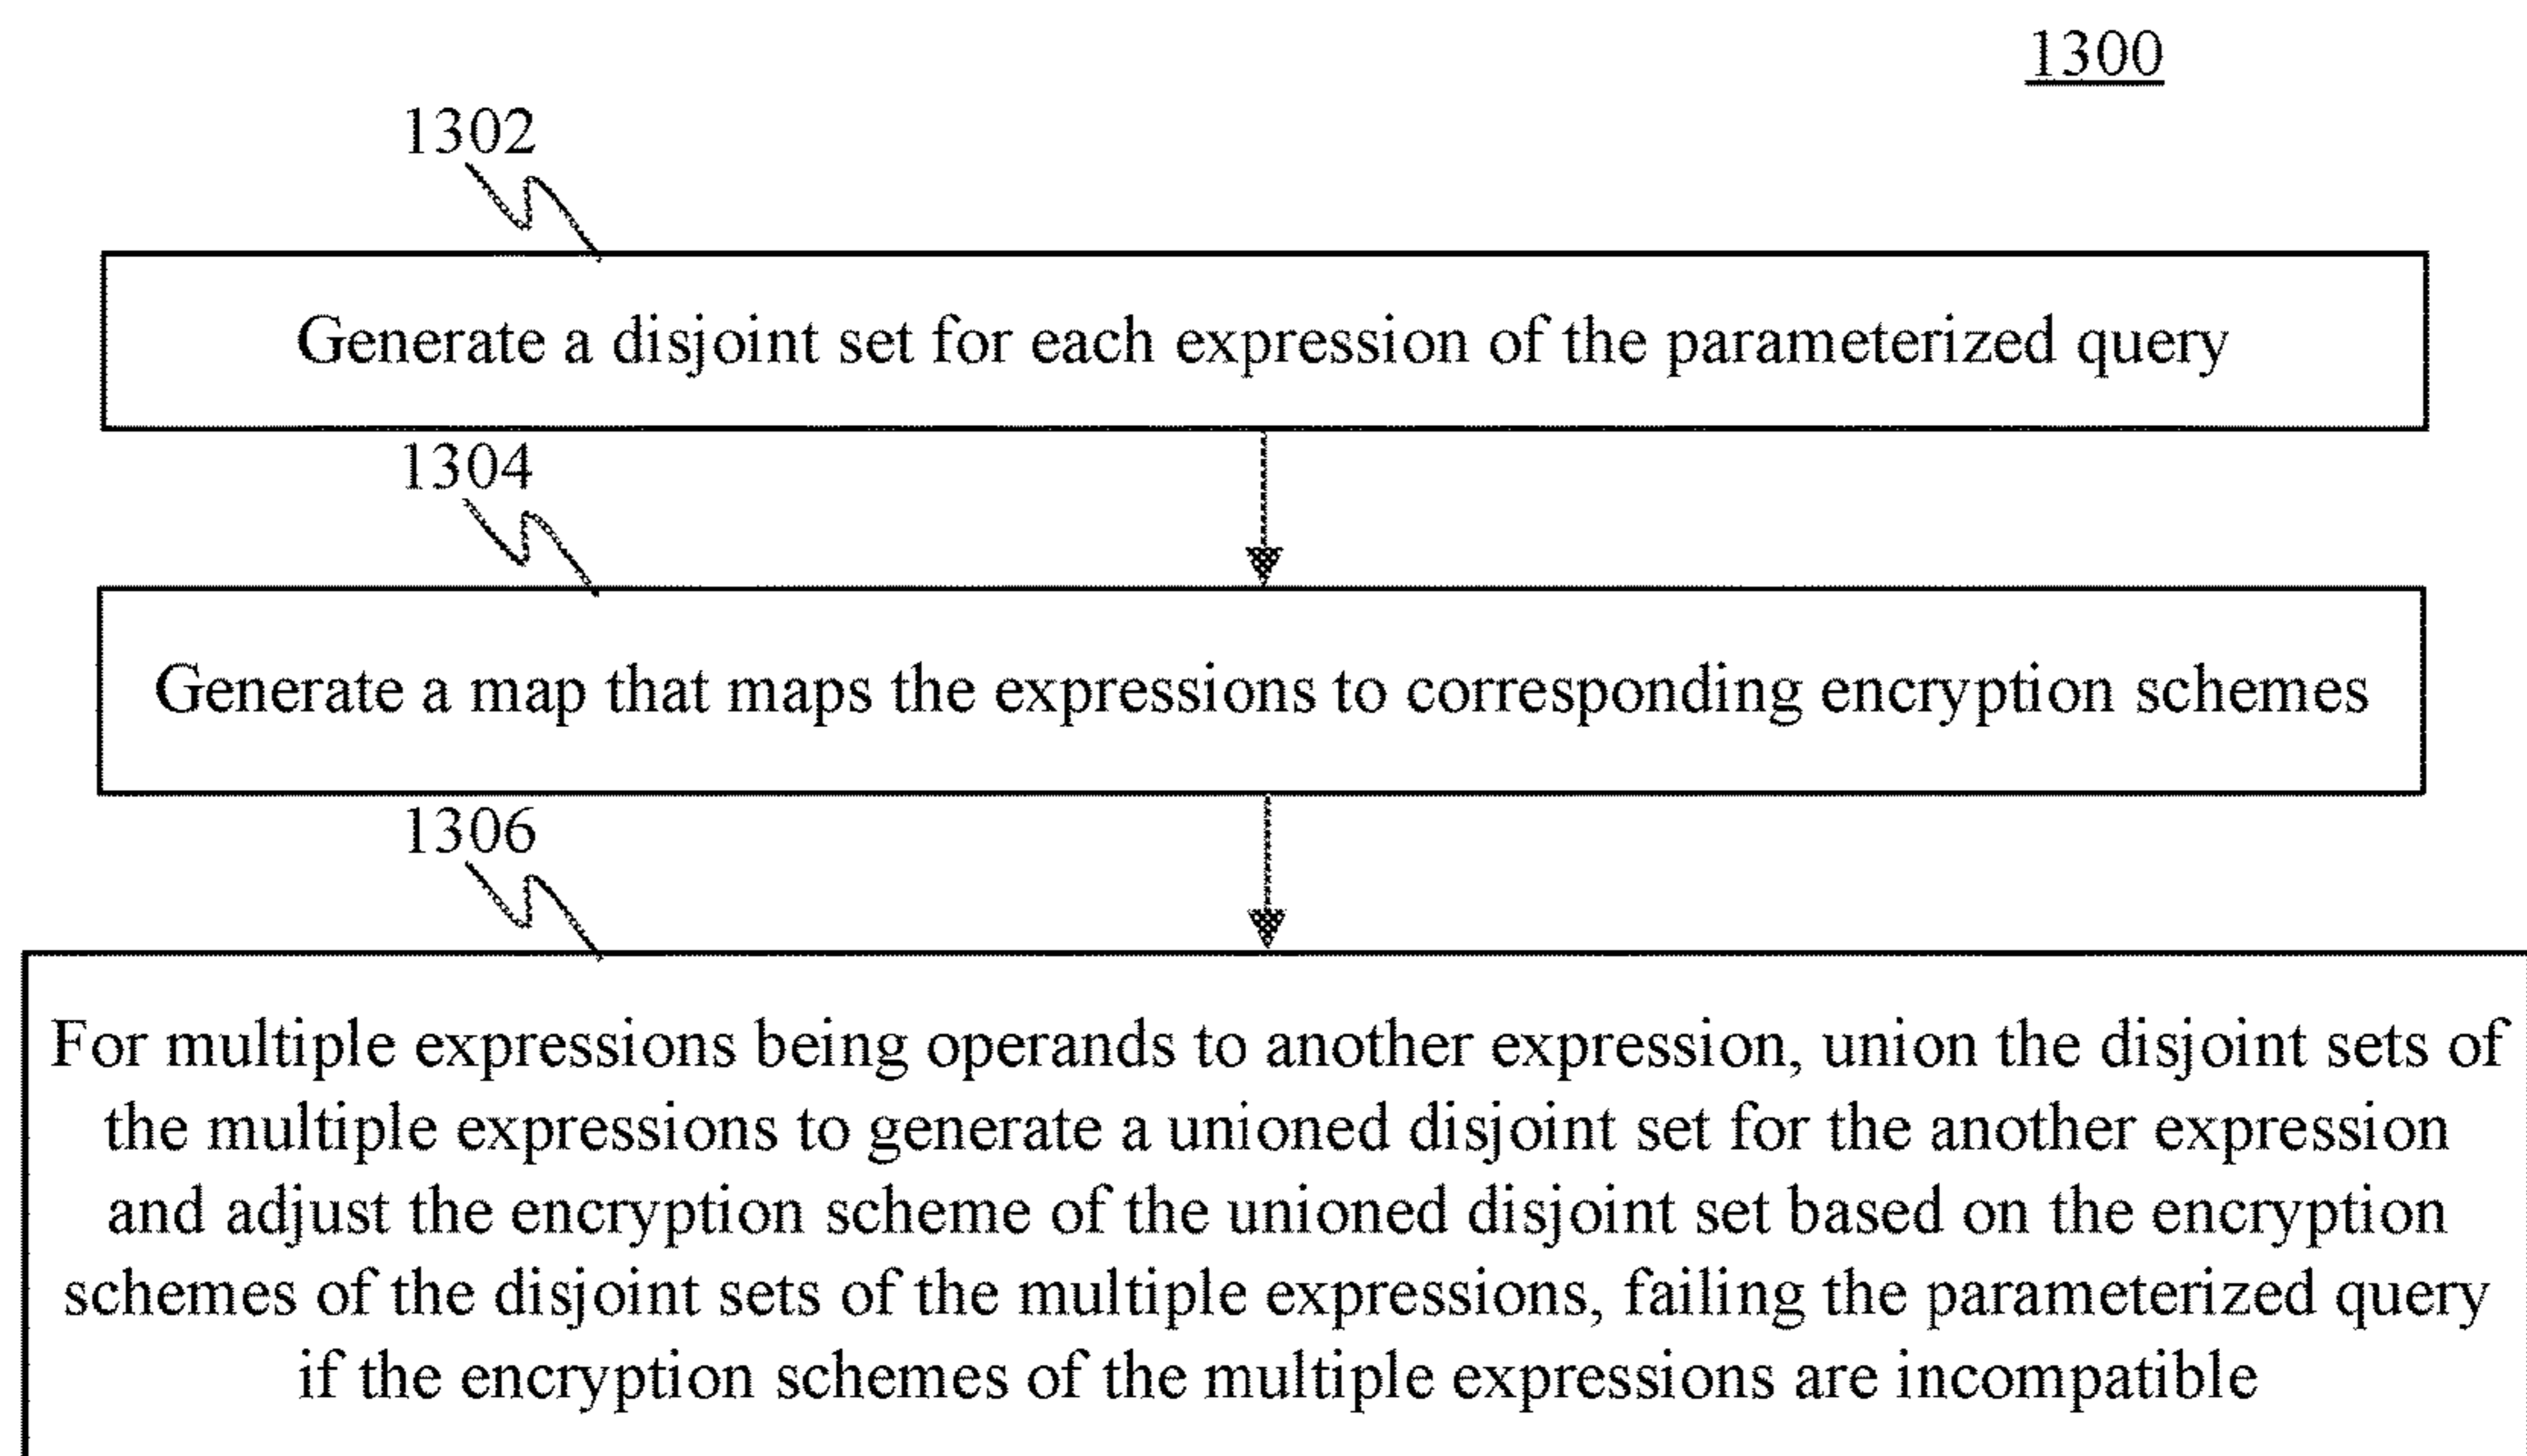 1300
1302
Generate a disjoint set for each expression of the parameterized query
1304
Generate a map that maps the expressions to corresponding encryption schemes
1306
For multiple expressions being operands to another expression, union the disjoint sets of
the multiple expressions to generate a unioned disjoint set for the another expression
and adjust the encryption scheme of the unioned disjoint set based on the encryption
schemes of the disjoint sets of the multiple expressions, failing the parameterized query
if the encryption schemes of the multiple expressions are incompatible